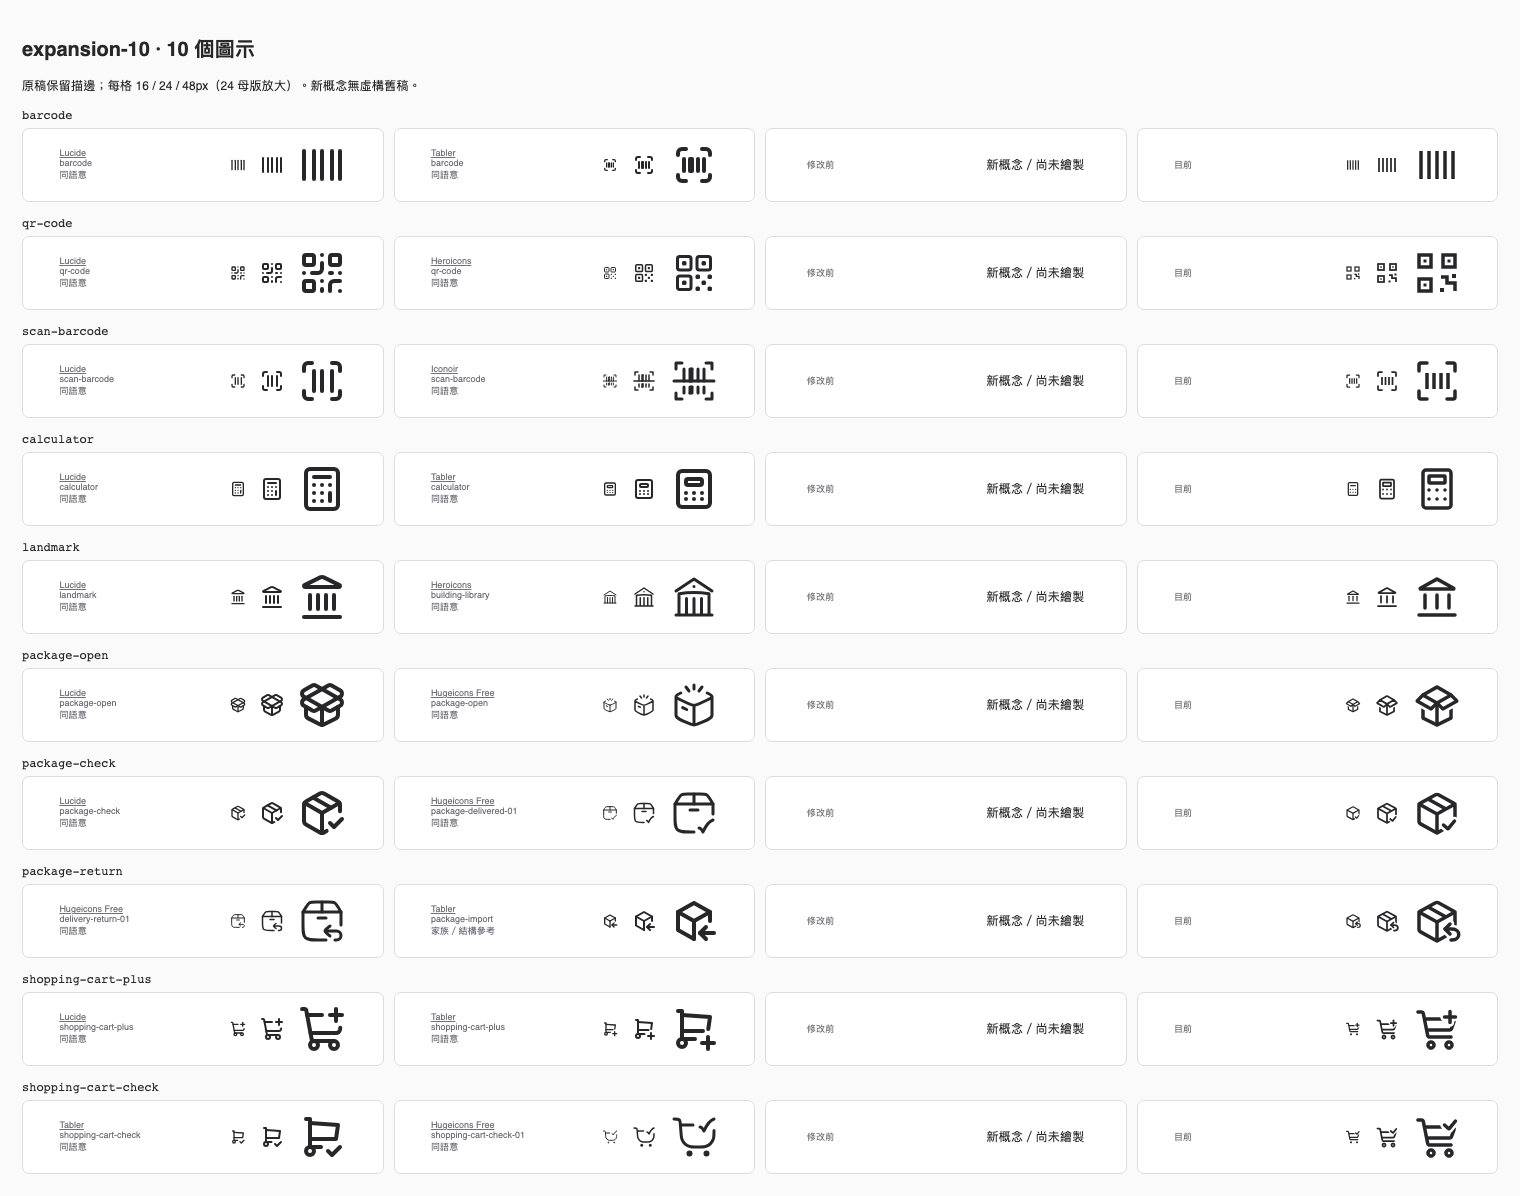 expansion-10 · 10 個圖示
原稿保留描邊；每格 16 / 24 / 48px（24 母版放大）。新概念無虛構舊稿。
barcode
Lucide
barcode
同語意
Tabler
barcode
同語意
修改前
新概念 / 尚未繪製
目前
qr-code
Lucide
qr-code
同語意
Heroicons
qr-code
同語意
修改前
新概念 / 尚未繪製
目前
scan-barcode
Lucide
scan-barcode
同語意
Iconoir
scan-barcode
同語意
修改前
新概念 / 尚未繪製
目前
calculator
Lucide
calculator
同語意
Tabler
calculator
同語意
修改前
新概念 / 尚未繪製
目前
landmark
Lucide
landmark
同語意
Heroicons
building-library
同語意
修改前
新概念 / 尚未繪製
目前
package-open
Lucide
package-open
同語意
Hugeicons Free
package-open
同語意
修改前
新概念 / 尚未繪製
目前
package-check
Lucide
package-check
同語意
Hugeicons Free
package-delivered-01
同語意
修改前
新概念 / 尚未繪製
目前
package-return
Hugeicons Free
delivery-return-01
同語意
Tabler
package-import
家族 / 結構參考
修改前
新概念 / 尚未繪製
目前
shopping-cart-plus
Lucide
shopping-cart-plus
同語意
Tabler
shopping-cart-plus
同語意
修改前
新概念 / 尚未繪製
目前
shopping-cart-check
Tabler
shopping-cart-check
同語意
Hugeicons Free
shopping-cart-check-01
同語意
修改前
新概念 / 尚未繪製
目前